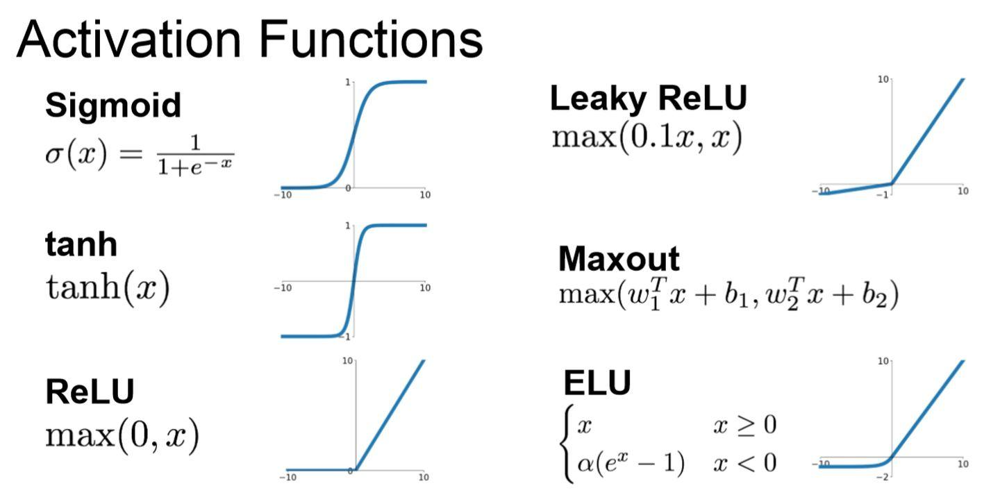 Activation Functions
Sigmoid
σ(x) = 1/(1+e^{−x})
1
0
−10
10
tanh
tanh(x)
1
−10
10
−1
ReLU
max(0, x)
10
0
−10
10
Leaky ReLU
max(0.1x, x)
10
−10
−1
10
Maxout
max(w_1^T x + b_1, w_2^T x + b_2)
ELU
{ x x ≥ 0
α(e^x − 1) x < 0
10
−10
−2
10